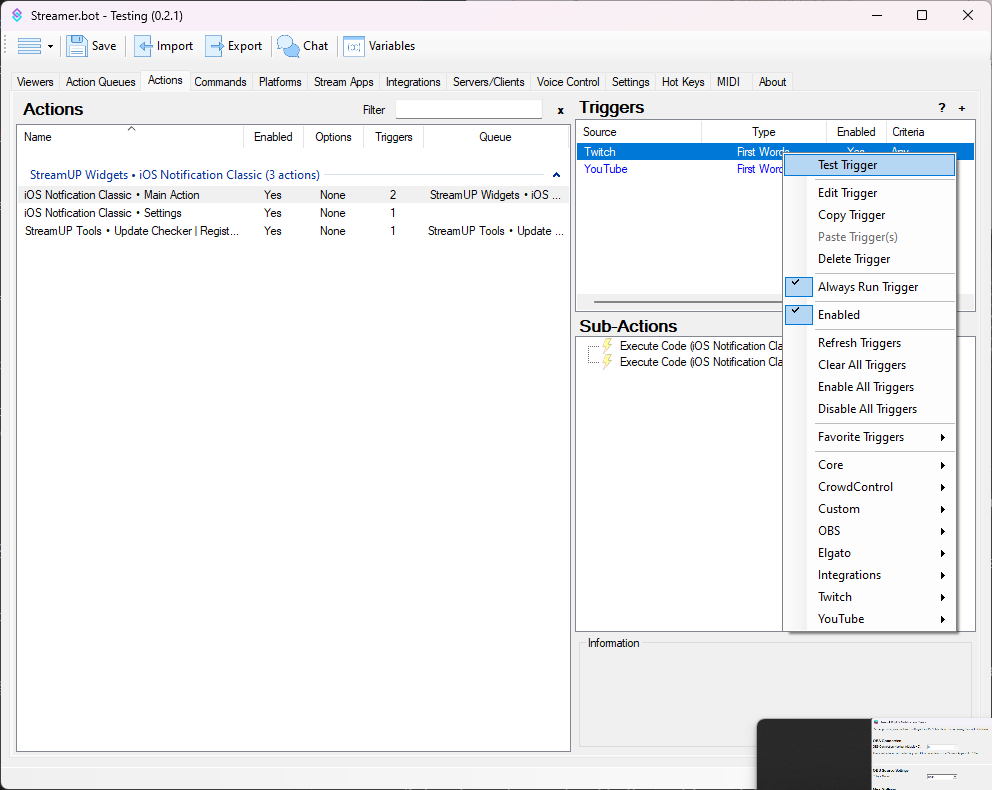 Streamer.bot - Testing (0.2.1)
Save Import Export Chat Variables
Viewers Action Queues Actions Commands Platforms Stream Apps Integrations Servers/Clients Voice Control Settings Hot Keys MIDI About
Actions
Filter
x
Name Enabled Options Triggers Queue
StreamUP Widgets • iOS Notification Classic (3 actions)
iOS Notfication Classic • Main Action Yes None 2 StreamUP Widgets • iOS ...
iOS Notfication Classic • Settings Yes None 1
StreamUP Tools • Update Checker | Regist... Yes None 1 StreamUP Tools • Update ...
Triggers
? +
Source Type Enabled Criteria
Twitch First Words Yes Any
YouTube First Word
Test Trigger
Edit Trigger
Copy Trigger
Paste Trigger(s)
Delete Trigger
Always Run Trigger
Enabled
Refresh Triggers
Clear All Triggers
Enable All Triggers
Disable All Triggers
Favorite Triggers
Core
CrowdControl
Custom
OBS
Elgato
Integrations
Twitch
YouTube
Sub-Actions
Execute Code (iOS Notification Cla
Execute Code (iOS Notification Cla
Information
OBS Connection
OBS Source Settings